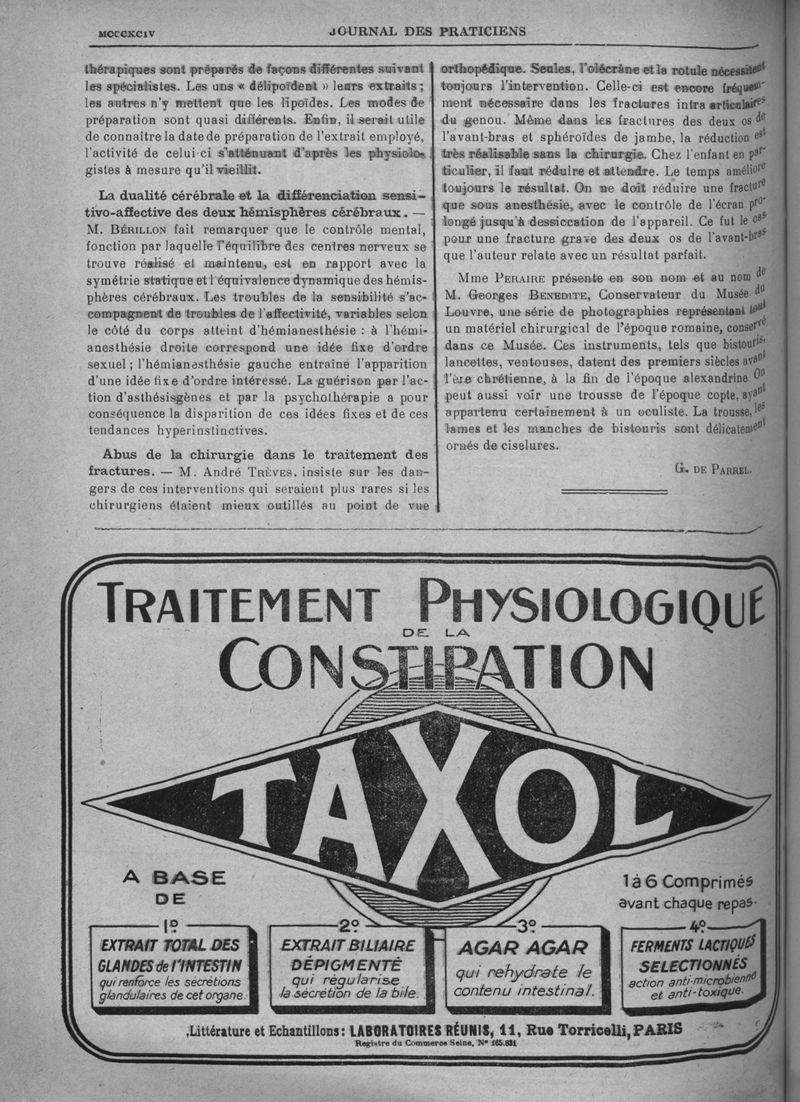 MCCCXCIV
JOURNAL DES PRATICIENS
thérapiques sont préparés de façons différentes suivant
les spécialistes. Les uns « délipoïdent » leurs extraits ;
les autres n'y mettent que les lipoïdes. Les modes de
préparation sont quasi différents. Enfin, il serait utile
de connaître la date de préparation de l'extrait employé,
l'activité de celui-ci s'atténuant d'après les physiolo-
gistes à mesure qu'il vieillit.
La dualité cérébrale et la différenciation sensi-
tivo-affective des deux hémisphères cérébraux. —
M. BÉRILLON fait remarquer que le contrôle mental,
fonction par laquelle l'équilibre des centres nerveux se
trouve réalisé et maintenu, est en rapport avec la
symétrie statique et l'équivalence dynamique des hémis-
phères cérébraux. Les troubles de la sensibilité s'ac-
compagnent de troubles de l'affectivité, variables selon
le côté du corps atteint d'hémianesthésie : à l'hémi-
anesthésie droite correspond une idée fixe d'ordre
sexuel ; l'hémianesthésie gauche entraîne l'apparition
d'une idée fixe d'ordre intéressé. La guérison par l'ac-
tion d'asthésigènes et par la psychothérapie a pour
conséquence la disparition de ces idées fixes et de ces
tendances hyperinstinctives.
Abus de la chirurgie dans le traitement des
fractures. — M. André TRÈVES. insiste sur les dan-
gers de ces interventions qui seraient plus rares si les
chirurgiens étaient mieux outillés au point de vue
orthopédique. Seules, l'olécrâne et la rotule nécessitent
toujours l'intervention. Celle-ci est encore fréquem-
ment nécessaire dans les fractures intra articulaires
du genou. Même dans les fractures des deux os de
l'avant-bras et sphéroïdes de jambe, la réduction est
très réalisable sans la chirurgie. Chez l'enfant en par-
ticulier, il faut réduire et attendre. Le temps améliore
toujours le résultat. On ne doit réduire une fracture
que sous anesthésie, avec le contrôle de l'écran pro-
longé jusqu'à dessiccation de l'appareil. Ce fut le cas
pour une fracture grave des deux os de l'avant-bras
que l'auteur relate avec un résultat parfait.
Mme PERAIRE présente en son nom et au nom de
M. Georges BENEDITE, Conservateur du Musée du
Louvre, une série de photographies représentant tout
un matériel chirurgical de l'époque romaine, conservé
dans ce Musée. Ces instruments, tels que bistouris,
lancettes, ventouses, datent des premiers siècles avant
l'ère chrétienne, à la fin de l'époque alexandrine On
peut aussi voir une trousse de l'époque copte, ayant
appartenu certainement à un oculiste. La trousse, les
lames et les manches de bistouris sont délicatement
ornés de ciselures.
G. DE PARREL.
TRAITEMENT PHYSIOLOGIQUE
DE LA
CONSTIPATION
TAXOL
A BASE
DE
1 à 6 Comprimés
avant chaque repas.
1º
EXTRAIT TOTAL DES
GLANDES de l'INTESTIN
qui renforce les sécrétions
glandulaires de cet organe.
2º
EXTRAIT BILIAIRE
DÉPIGMENTÉ
qui régularise
la sécrétion de la bile.
3º
AGAR AGAR
qui rehydrate le
contenu intestinal.
4º
FERMENTS LACTIQUES
SELECTIONNÉS
action anti-microbienne
et anti-toxique.
Littérature et Echantillons : LABORATOIRES RÉUNIS, 11, Rue Torricelli, PARIS
Registre du Commerce Seine, Nº 165.831